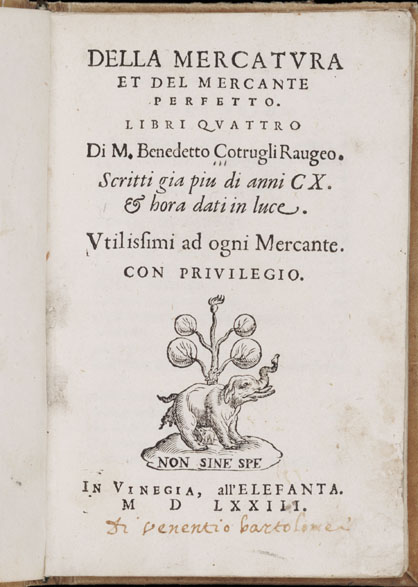 DELLA MERCATVRA
ET DEL MERCANTE
PERFETTO.
LIBRI QVATTRO
Di M. Benedetto Cotrugli Raugeo.
Scritti gia piu di anni CX.
& hora dati in luce.
Vtilissimi ad ogni Mercante.
CON PRIVILEGIO.
NON SINE SPE
IN VINEGIA, all'ELEFANTA.
M D LXXIII.
Di Venentio bartolomeo